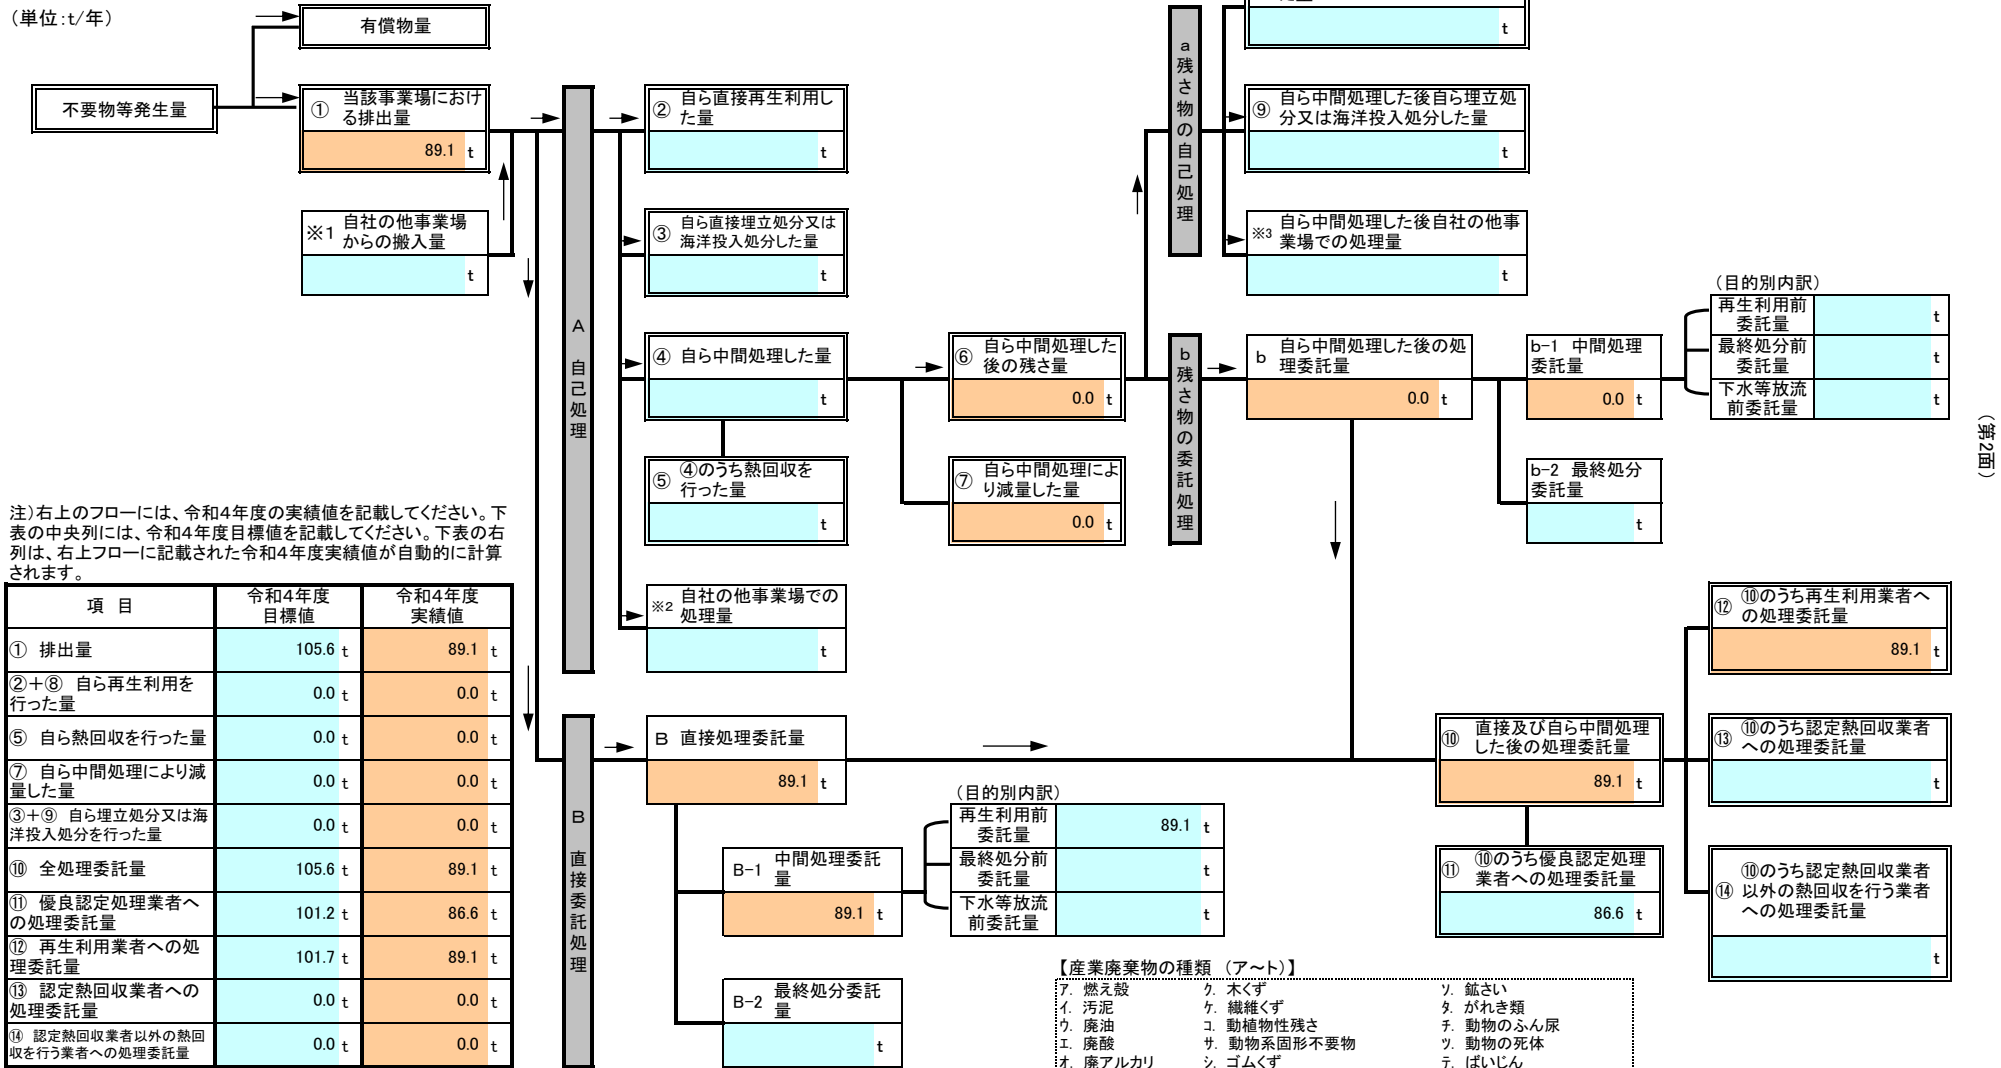 (単位:t/年)
有償物量
不要物等発生量
① 当該事業場におけ
る排出量
89.1 t
※1 自社の他事業場
からの搬入量
t
A 自己処理
② 自ら直接再生利用し
た量
t
③ 自ら直接埋立処分又は
海洋投入処分した量
t
④ 自ら中間処理した量
t
⑤ ④のうち熱回収を
行った量
t
※2 自社の他事業場での
処理量
t
⑥ 自ら中間処理した
後の残さ量
0.0 t
⑦ 自ら中間処理によ
り減量した量
0.0 t
a 残さ物の自己処理
t
⑨ 自ら中間処理した後自ら埋立処
分又は海洋投入処分した量
t
※3 自ら中間処理した後自社の他事
業場での処理量
t
b 残さ物の委託処理
b 自ら中間処理した後の処
理委託量
0.0 t
b-1 中間処理
委託量
0.0 t
b-2 最終処分
委託量
t
(目的別内訳)
再生利用前
委託量
t
最終処分前
委託量
t
下水等放流
前委託量
t
(第2面)
注)右上のフローには、令和4年度の実績値を記載してください。下
表の中央列には、令和4年度目標値を記載してください。下表の右
列は、右上フローに記載された令和4年度実績値が自動的に計算
されます。
項 目 令和4年度
目標値 令和4年度
実績値
① 排出量 105.6 t 89.1 t
②+⑧ 自ら再生利用を
行った量 0.0 t 0.0 t
⑤ 自ら熱回収を行った量 0.0 t 0.0 t
⑦ 自ら中間処理により減
量した量 0.0 t 0.0 t
③+⑨ 自ら埋立処分又は海
洋投入処分を行った量 0.0 t 0.0 t
⑩ 全処理委託量 105.6 t 89.1 t
⑪ 優良認定処理業者へ
の処理委託量 101.2 t 86.6 t
⑫ 再生利用業者への処
理委託量 101.7 t 89.1 t
⑬ 認定熱回収業者への
処理委託量 0.0 t 0.0 t
⑭ 認定熱回収業者以外の熱回
収を行う業者への処理委託量 0.0 t 0.0 t
B 直接委託処理
B 直接処理委託量
89.1 t
B-1 中間処理委託
量
89.1 t
B-2 最終処分委託
量
t
(目的別内訳)
再生利用前
委託量
89.1 t
最終処分前
委託量
t
下水等放流
前委託量
t
⑩ 直接及び自ら中間処理
した後の処理委託量
89.1 t
⑪ ⑩のうち優良認定処理
業者への処理委託量
86.6 t
⑫ ⑩のうち再生利用業者へ
の処理委託量
89.1 t
⑬ ⑩のうち認定熱回収業者
への処理委託量
t
⑭ ⑩のうち認定熱回収業者
以外の熱回収を行う業者
への処理委託量
t
【産業廃棄物の種類 (ア~ト)】
ア. 燃え殻 ク. 木くず ソ. 鉱さい
イ. 汚泥 ケ. 繊維くず タ. がれき類
ウ. 廃油 コ. 動植物性残さ チ. 動物のふん尿
エ. 廃酸 サ. 動物系固形不要物 ツ. 動物の死体
オ. 廃アルカリ シ. ゴムくず テ. ばいじん